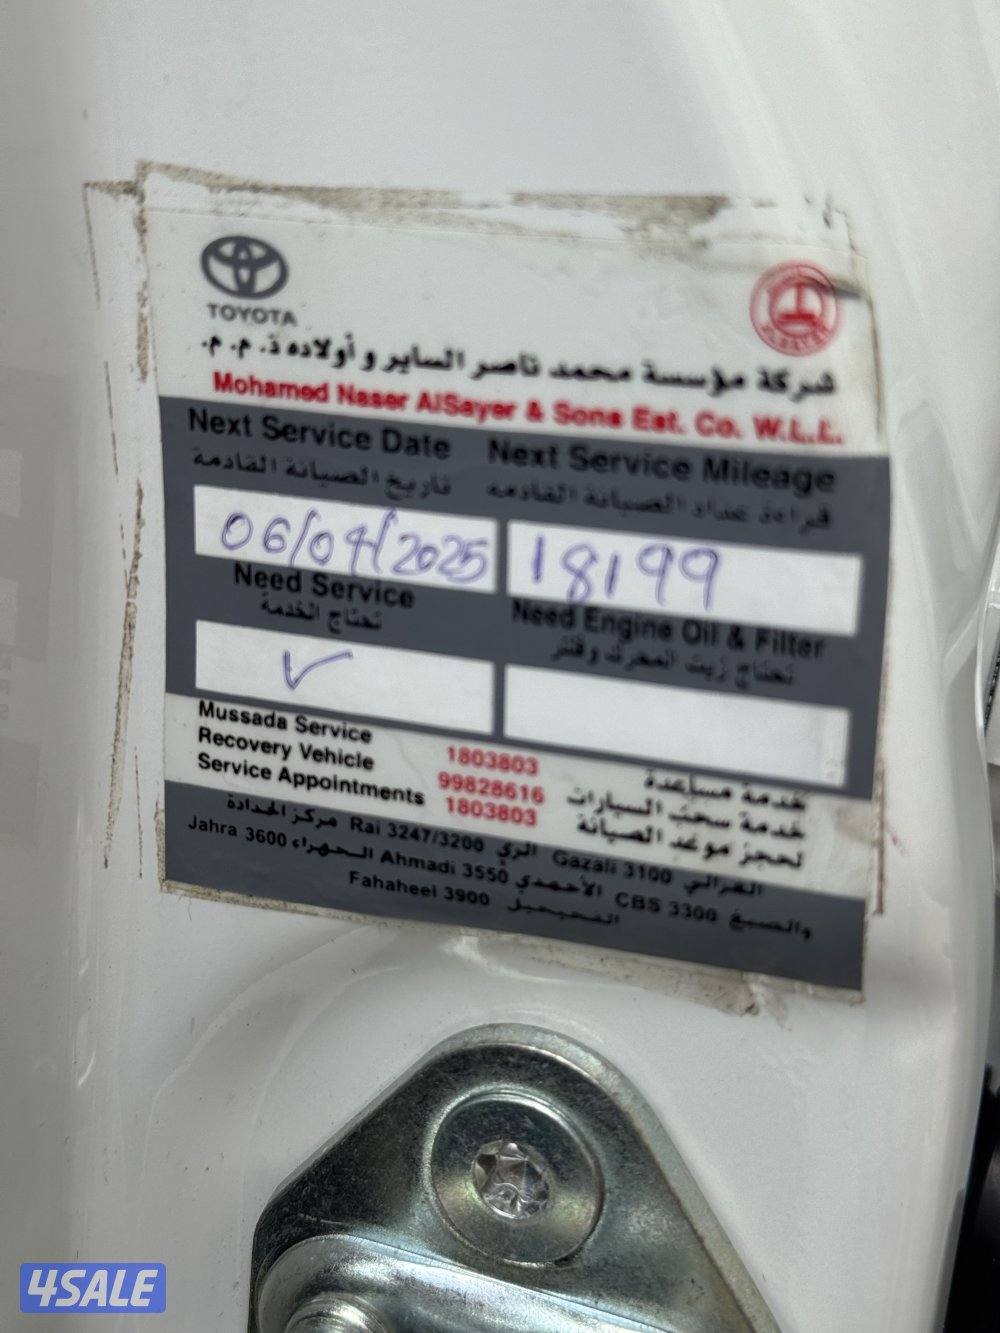 TOYOTA
شركة مؤسسة محمد ناصر الساير و أولاده ذ.م.م.
Mohamed Naser AlSayer & Sons Est. Co. W.L.L.
Next Service Date Next Service Mileage
تاريخ الصيانة القادمة قراءة عداد الصيانة القادمه
06/04/2025 18199
Need Service Need Engine Oil & Filter
تحتاج الخدمة تحتاج زيت المحرك وفلتر
✓
Mussada Service 1803803 خدمة مساعدة
Recovery Vehicle 99828616 خدمة سحب السيارات
Service Appointments 1803803 لحجز موعد الصيانة
Rai 3247/3200 الري Gazali 3100 الغزالي مركز الحدادة
Jahra 3600 الجهراء Ahmadi 3550 الأحمدي CBS 3300 والصبغ
Fahaheel 3900 الفحيحيل
4SALE